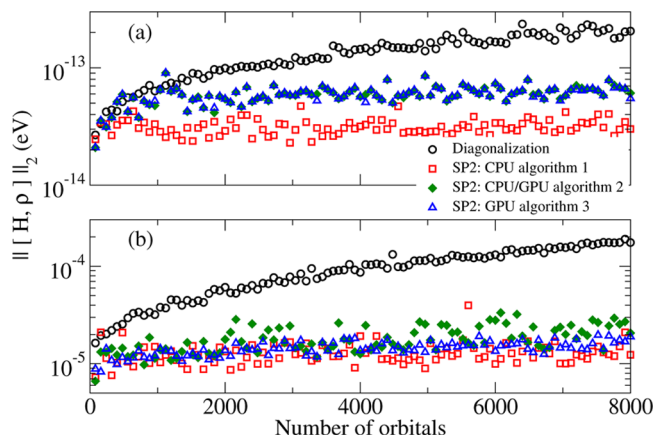 (a)
10^-13
10^-14
Diagonalization
SP2: CPU algorithm 1
SP2: CPU/GPU algorithm 2
SP2: GPU algorithm 3
|| [ H, ρ ] ||_2 (eV)
(b)
10^-4
10^-5
0 2000 4000 6000 8000
Number of orbitals